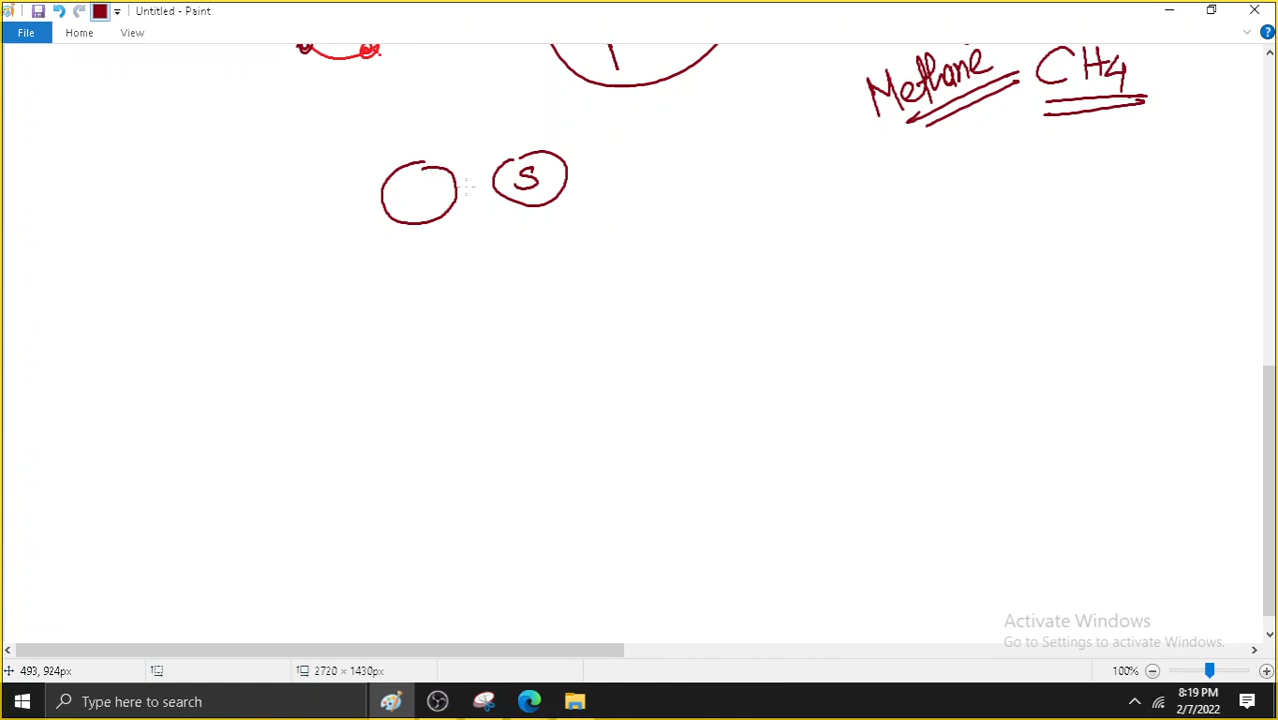 Untitled - Paint
File Home View
Methane CH4
S
Activate Windows
Go to Settings to activate Windows.
493, 924px
2720 × 1430px
100%
Type here to search
8:19 PM
2/7/2022